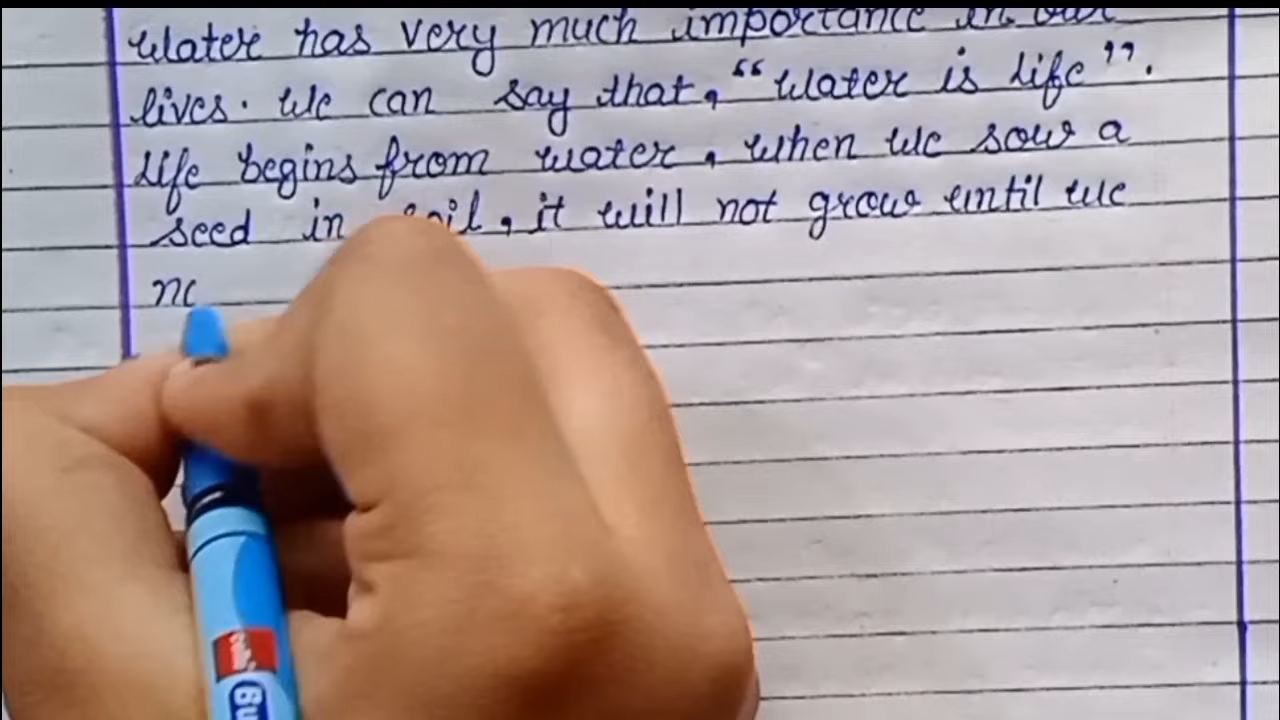 Water has very much importance in our
lives. We can say that, "Water is life".
Life begins from water, when we sow a
seed in soil, it will not grow until we